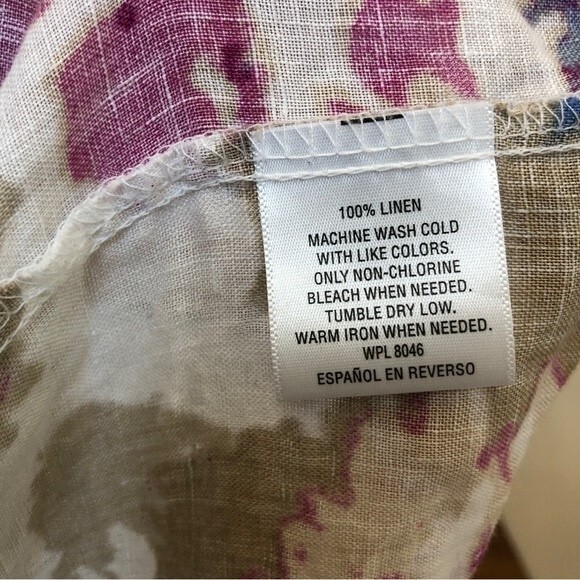 100% LINEN
MACHINE WASH COLD
WITH LIKE COLORS.
ONLY NON-CHLORINE
BLEACH WHEN NEEDED.
TUMBLE DRY LOW.
WARM IRON WHEN NEEDED.
WPL 8046
ESPAÑOL EN REVERSO